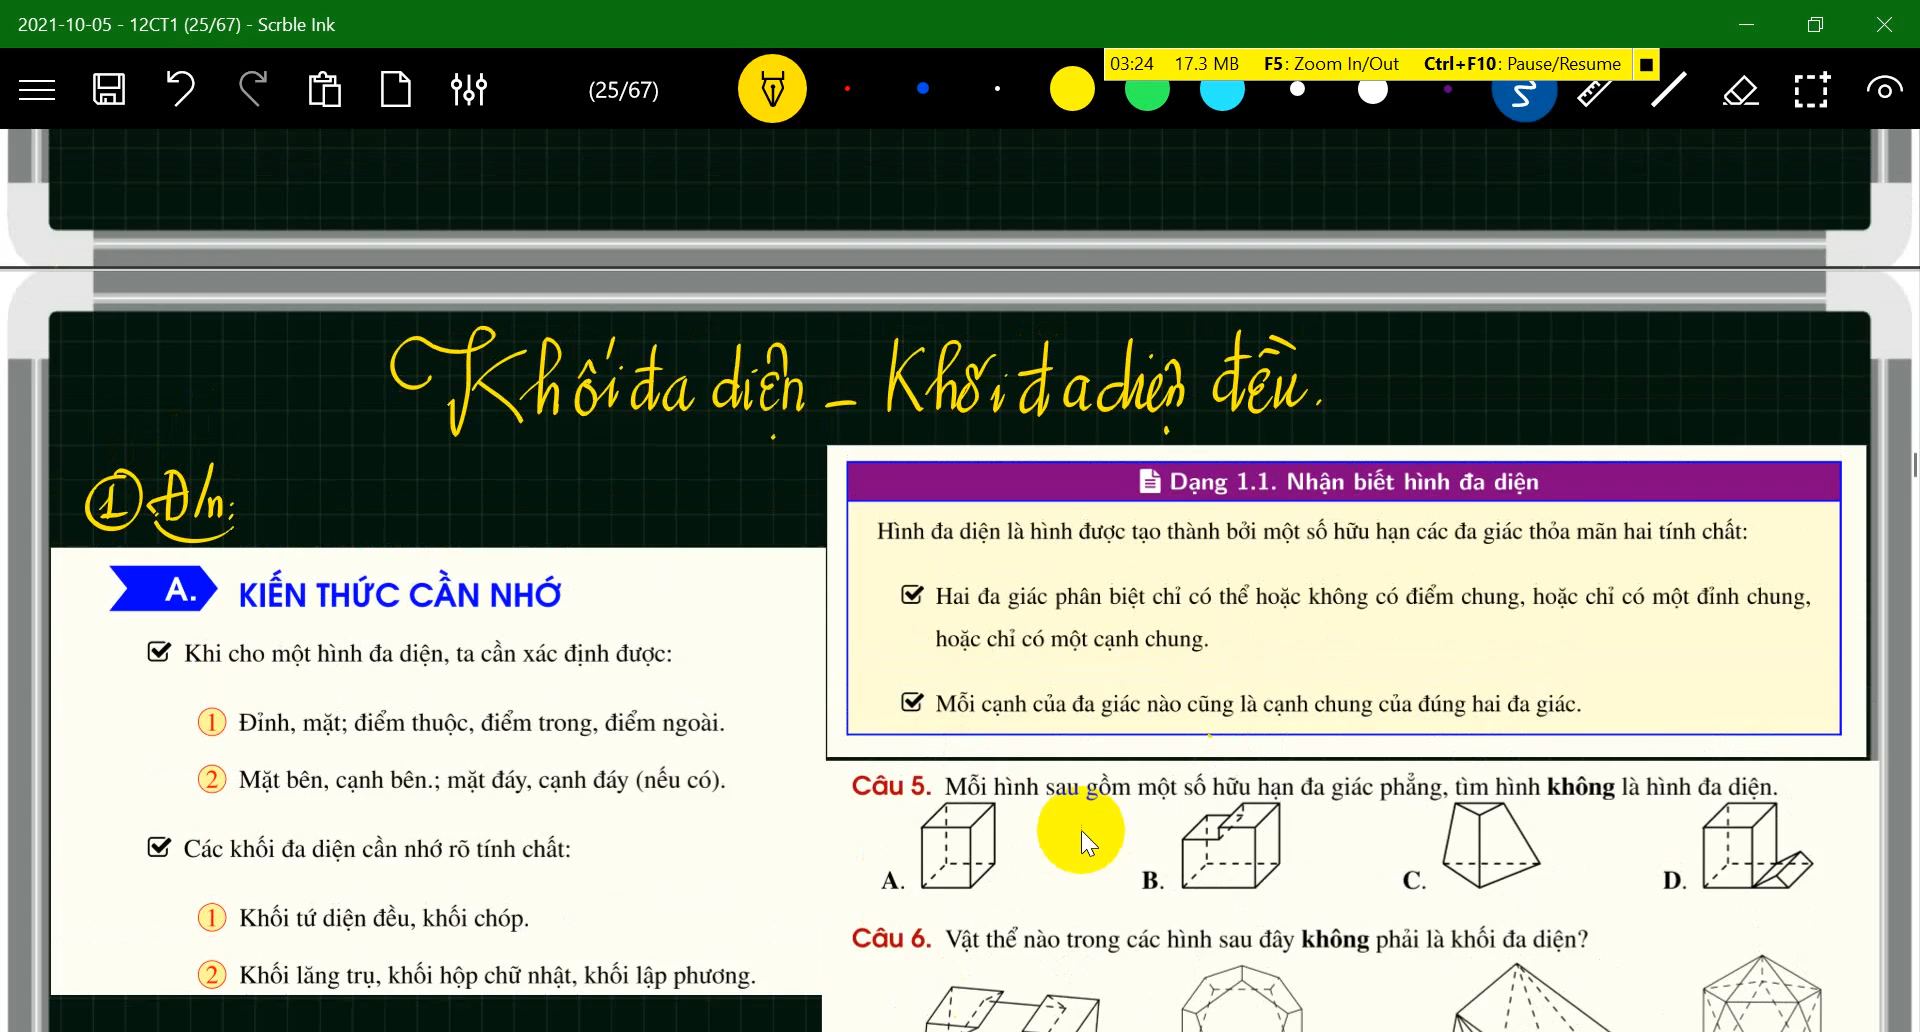 2021-10-05 - 12CT1 (25/67) - Scrble Ink
(25/67)
03:24 17.3 MB F5: Zoom In/Out Ctrl+F10: Pause/Resume
Khối đa diện - Khối đa diện đều.
① Đ/n:
A. KIẾN THỨC CẦN NHỚ
Khi cho một hình đa diện, ta cần xác định được:
1 Đỉnh, mặt; điểm thuộc, điểm trong, điểm ngoài.
2 Mặt bên, cạnh bên.; mặt đáy, cạnh đáy (nếu có).
Các khối đa diện cần nhớ rõ tính chất:
1 Khối tứ diện đều, khối chóp.
2 Khối lăng trụ, khối hộp chữ nhật, khối lập phương.
Dạng 1.1. Nhận biết hình đa diện
Hình đa diện là hình được tạo thành bởi một số hữu hạn các đa giác thỏa mãn hai tính chất:
Hai đa giác phân biệt chỉ có thể hoặc không có điểm chung, hoặc chỉ có một đỉnh chung,
hoặc chỉ có một cạnh chung.
Mỗi cạnh của đa giác nào cũng là cạnh chung của đúng hai đa giác.
Câu 5. Mỗi hình sau gồm một số hữu hạn đa giác phẳng, tìm hình không là hình đa diện.
A. B. C. D.
Câu 6. Vật thể nào trong các hình sau đây không phải là khối đa diện?